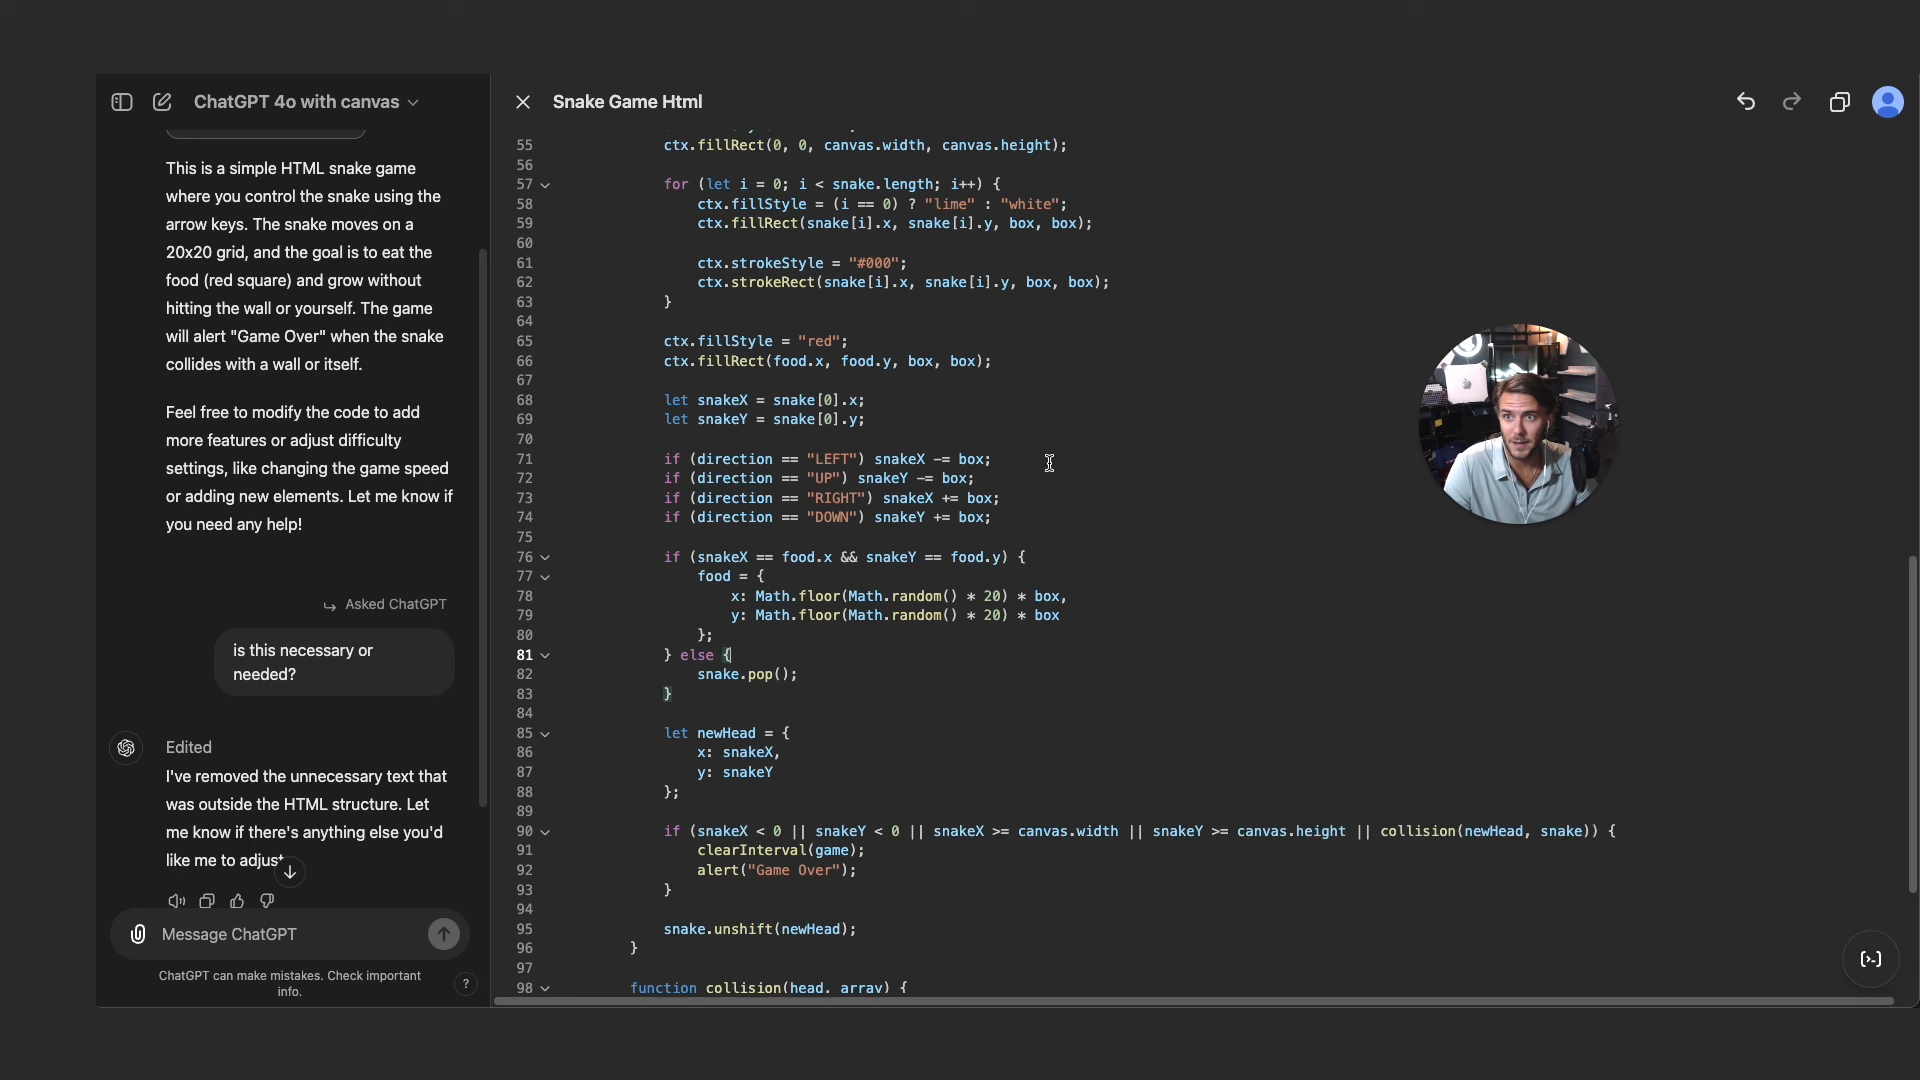 ChatGPT 4o with canvas
This is a simple HTML snake game
where you control the snake using the
arrow keys. The snake moves on a
20x20 grid, and the goal is to eat the
food (red square) and grow without
hitting the wall or yourself. The game
will alert "Game Over" when the snake
collides with a wall or itself.
Feel free to modify the code to add
more features or adjust difficulty
settings, like changing the game speed
or adding new elements. Let me know if
you need any help!
Asked ChatGPT
is this necessary or
needed?
Edited
I've removed the unnecessary text that
was outside the HTML structure. Let
me know if there's anything else you'd
like me to adjust
Message ChatGPT
ChatGPT can make mistakes. Check important
info.
?
Snake Game Html
55 ctx.fillRect(0, 0, canvas.width, canvas.height);
56
57 for (let i = 0; i < snake.length; i++) {
58 ctx.fillStyle = (i == 0) ? "lime" : "white";
59 ctx.fillRect(snake[i].x, snake[i].y, box, box);
60
61 ctx.strokeStyle = "#000";
62 ctx.strokeRect(snake[i].x, snake[i].y, box, box);
63 }
64
65 ctx.fillStyle = "red";
66 ctx.fillRect(food.x, food.y, box, box);
67
68 let snakeX = snake[0].x;
69 let snakeY = snake[0].y;
70
71 if (direction == "LEFT") snakeX -= box;
72 if (direction == "UP") snakeY -= box;
73 if (direction == "RIGHT") snakeX += box;
74 if (direction == "DOWN") snakeY += box;
75
76 if (snakeX == food.x && snakeY == food.y) {
77 food = {
78 x: Math.floor(Math.random() * 20) * box,
79 y: Math.floor(Math.random() * 20) * box
80 };
81 } else {
82 snake.pop();
83 }
84
85 let newHead = {
86 x: snakeX,
87 y: snakeY
88 };
89
90 if (snakeX < 0 || snakeY < 0 || snakeX >= canvas.width || snakeY >= canvas.height || collision(newHead, snake)) {
91 clearInterval(game);
92 alert("Game Over");
93 }
94
95 snake.unshift(newHead);
96 }
97
98 function collision(head, array) {